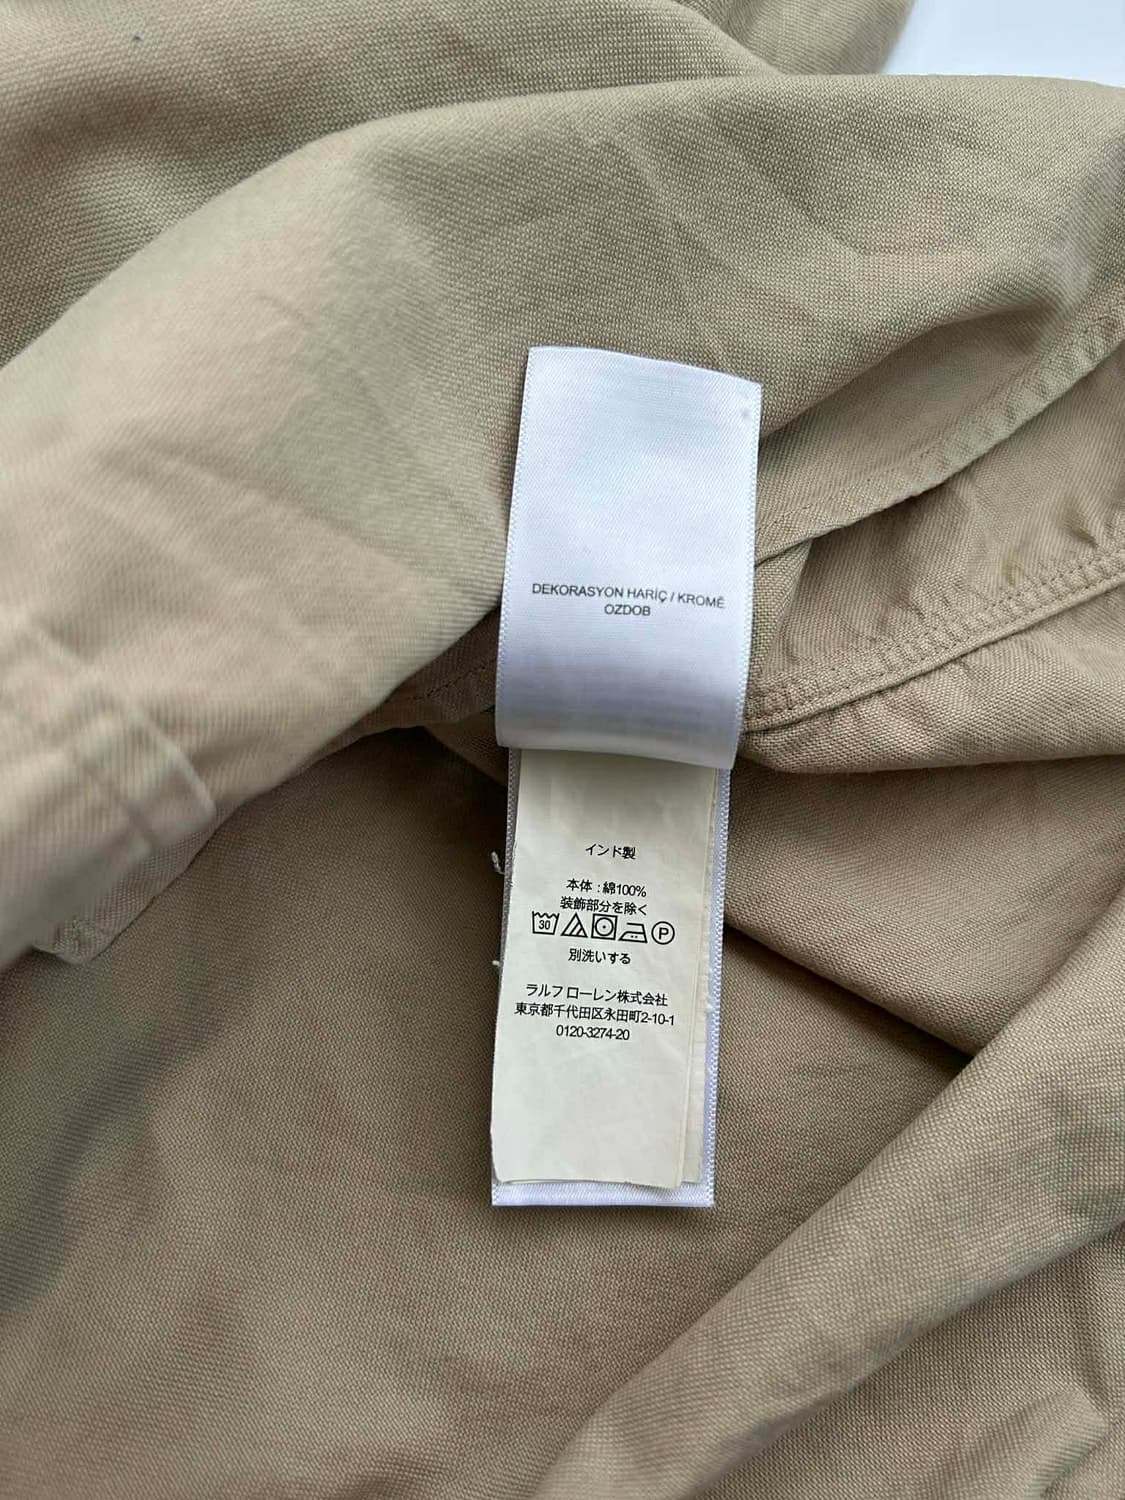 DEKORASYON HARİÇ / KROMĚ
OZDOB
インド製
本体 : 綿100%
装飾部分を除く
30 P
別洗いする
ラルフ ローレン株式会社
東京都千代田区永田町2-10-1
0120-3274-20